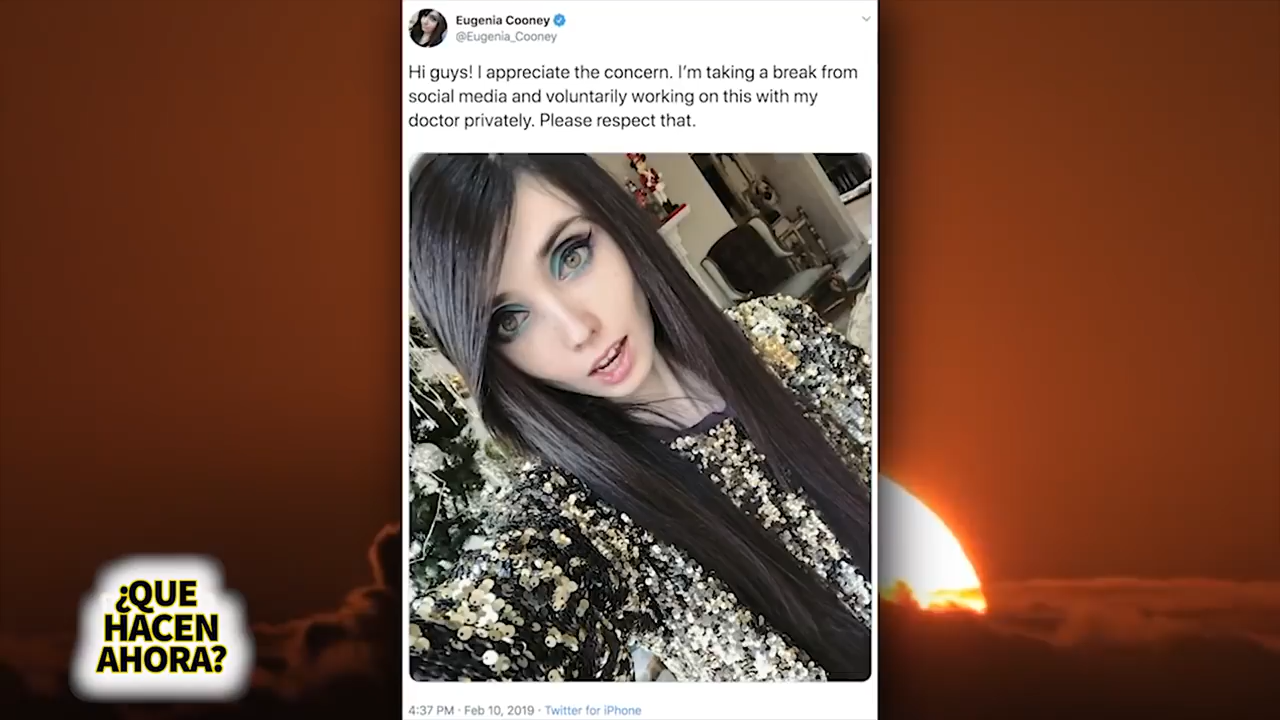 Eugenia Cooney
@Eugenia_Cooney
Hi guys! I appreciate the concern. I’m taking a break from
social media and voluntarily working on this with my
doctor privately. Please respect that.
4:37 PM · Feb 10, 2019 · Twitter for iPhone
¿QUE
HACEN
AHORA?